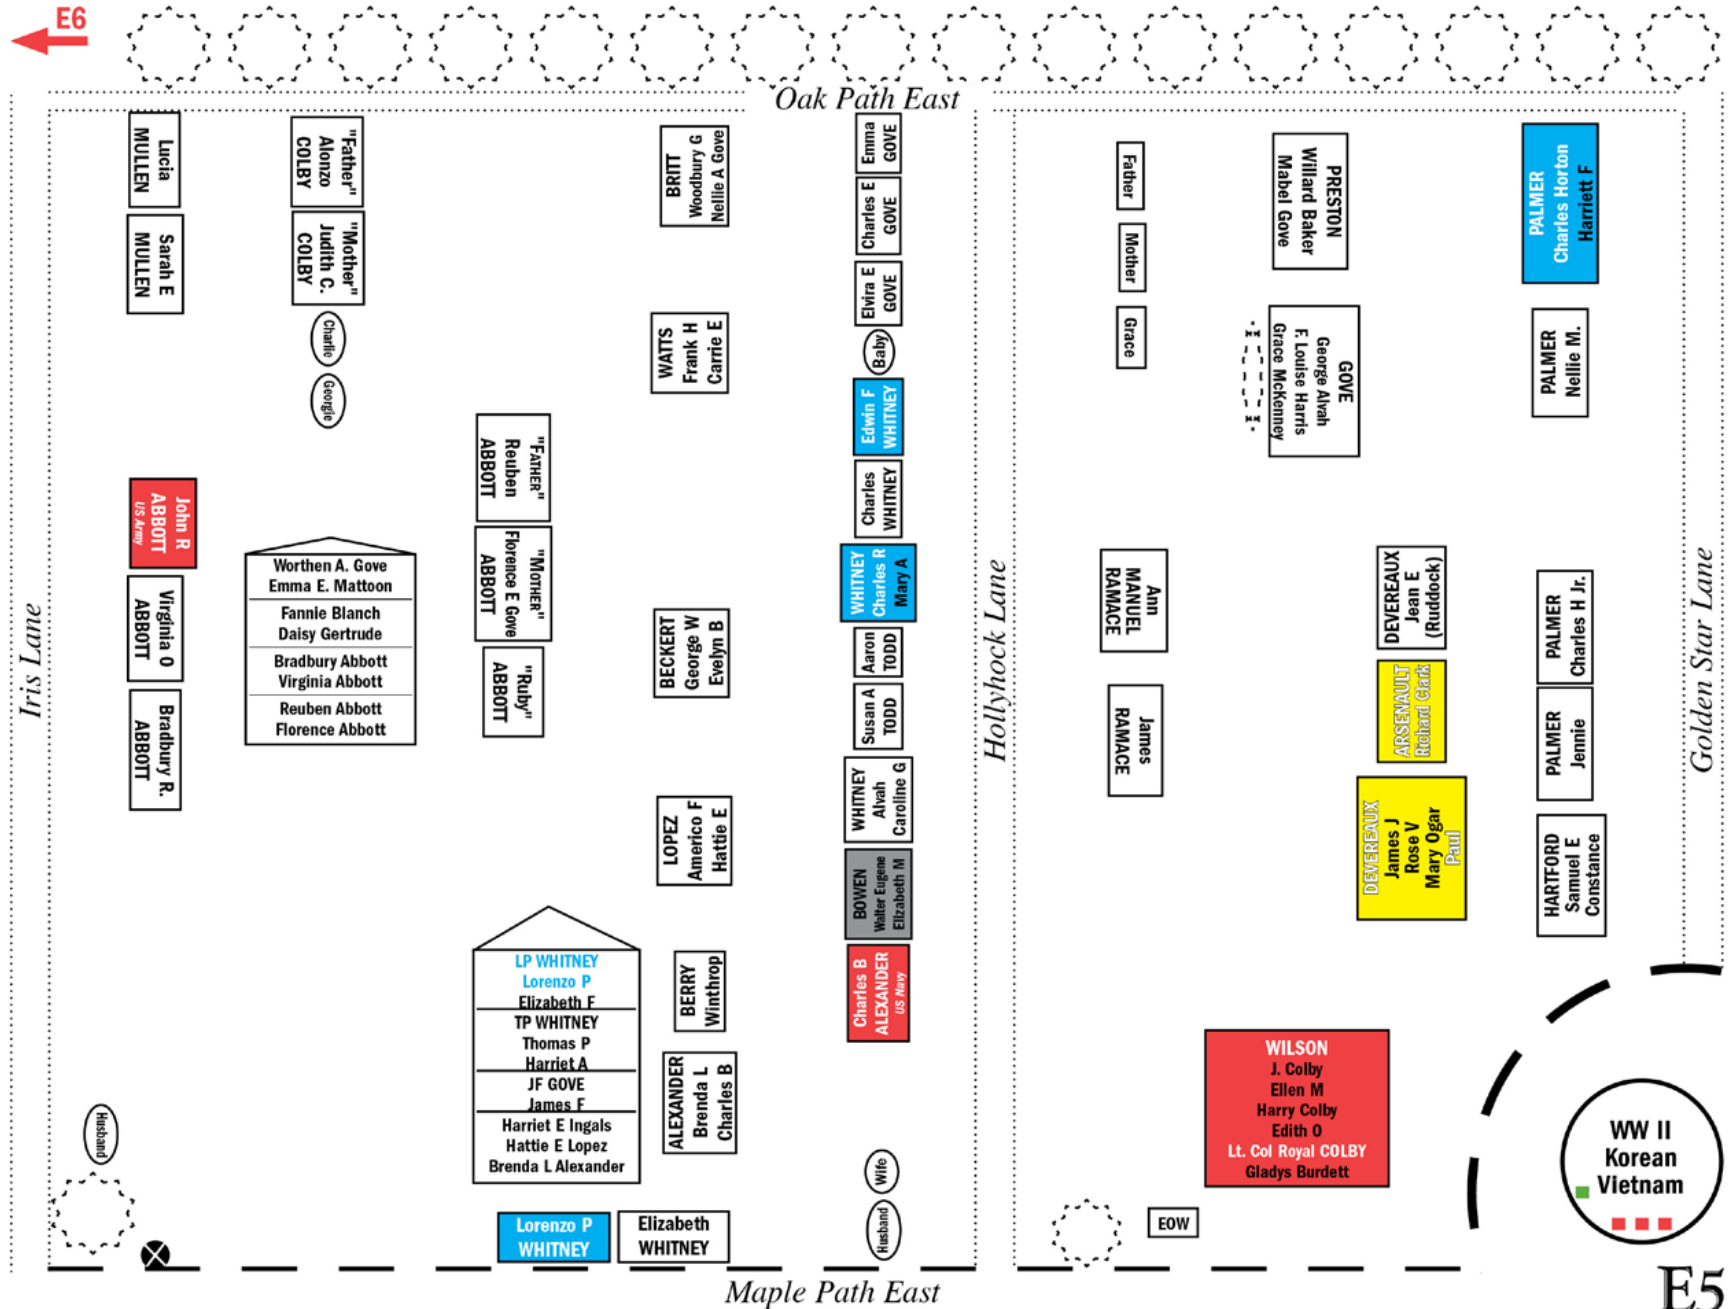 E6
Oak Path East
Iris Lane
Lucia
MULLEN
Sarah E
MULLEN
John R
ABBOTT
US Army
Virginia O
ABBOTT
Bradbury R.
ABBOTT
Husband
"Father"
Alonzo
COLBY
"Mother"
Judith C.
COLBY
Charlie
Georgie
Worthen A. Gove
Emma E. Mattoon
Fannie Blanch
Daisy Gertrude
Bradbury Abbott
Virginia Abbott
Reuben Abbott
Florence Abbott
"FATHER"
Reuben
ABBOTT
"MOTHER"
Florence E Gove
ABBOTT
"Ruby"
ABBOTT
LP WHITNEY
Lorenzo P
Elizabeth F
TP WHITNEY
Thomas P
Harriet A
JF GOVE
James F
Harriet E Ingals
Hattie E Lopez
Brenda L Alexander
Lorenzo P
WHITNEY
Elizabeth
WHITNEY
BRITT
Woodbury G
Nellie A Gove
WATTS
Frank H
Carrie E
BECKERT
George W
Evelyn B
LOPEZ
Americo F
Hattie E
BERRY
Winthrop
ALEXANDER
Brenda L
Charles B
Emma
GOVE
Charles E
GOVE
Elvira E
GOVE
Baby
Edwin F
WHITNEY
Charles
WHITNEY
WHITNEY
Charles R
Mary A
Aaron
TODD
Susan A
TODD
WHITNEY
Alvah
Caroline G
BOWEN
Walter Eugene
Elizabeth M
Charles B
ALEXANDER
US Navy
Wife
Husband
Hollyhock Lane
Father
Mother
Grace
Ann
MANUEL
RAMACE
James
RAMACE
EOW
PRESTON
Willard Baker
Mabel Gove
GOVE
George Alvah
F. Louise Harris
Grace McKenney
DEVEREAUX
Jean E
(Ruddock)
ARSENAULT
Richard Clark
DEVEREAUX
James J
Rose V
Mary Ogar
Paul
WILSON
J. Colby
Ellen M
Harry Colby
Edith O
Lt. Col Royal COLBY
Gladys Burdett
PALMER
Charles Horton
Harriett F
PALMER
Nellie M.
PALMER
Charles H Jr.
PALMER
Jennie
HARTFORD
Samuel E
Constance
Golden Star Lane
WW II
Korean
Vietnam
Maple Path East
E5